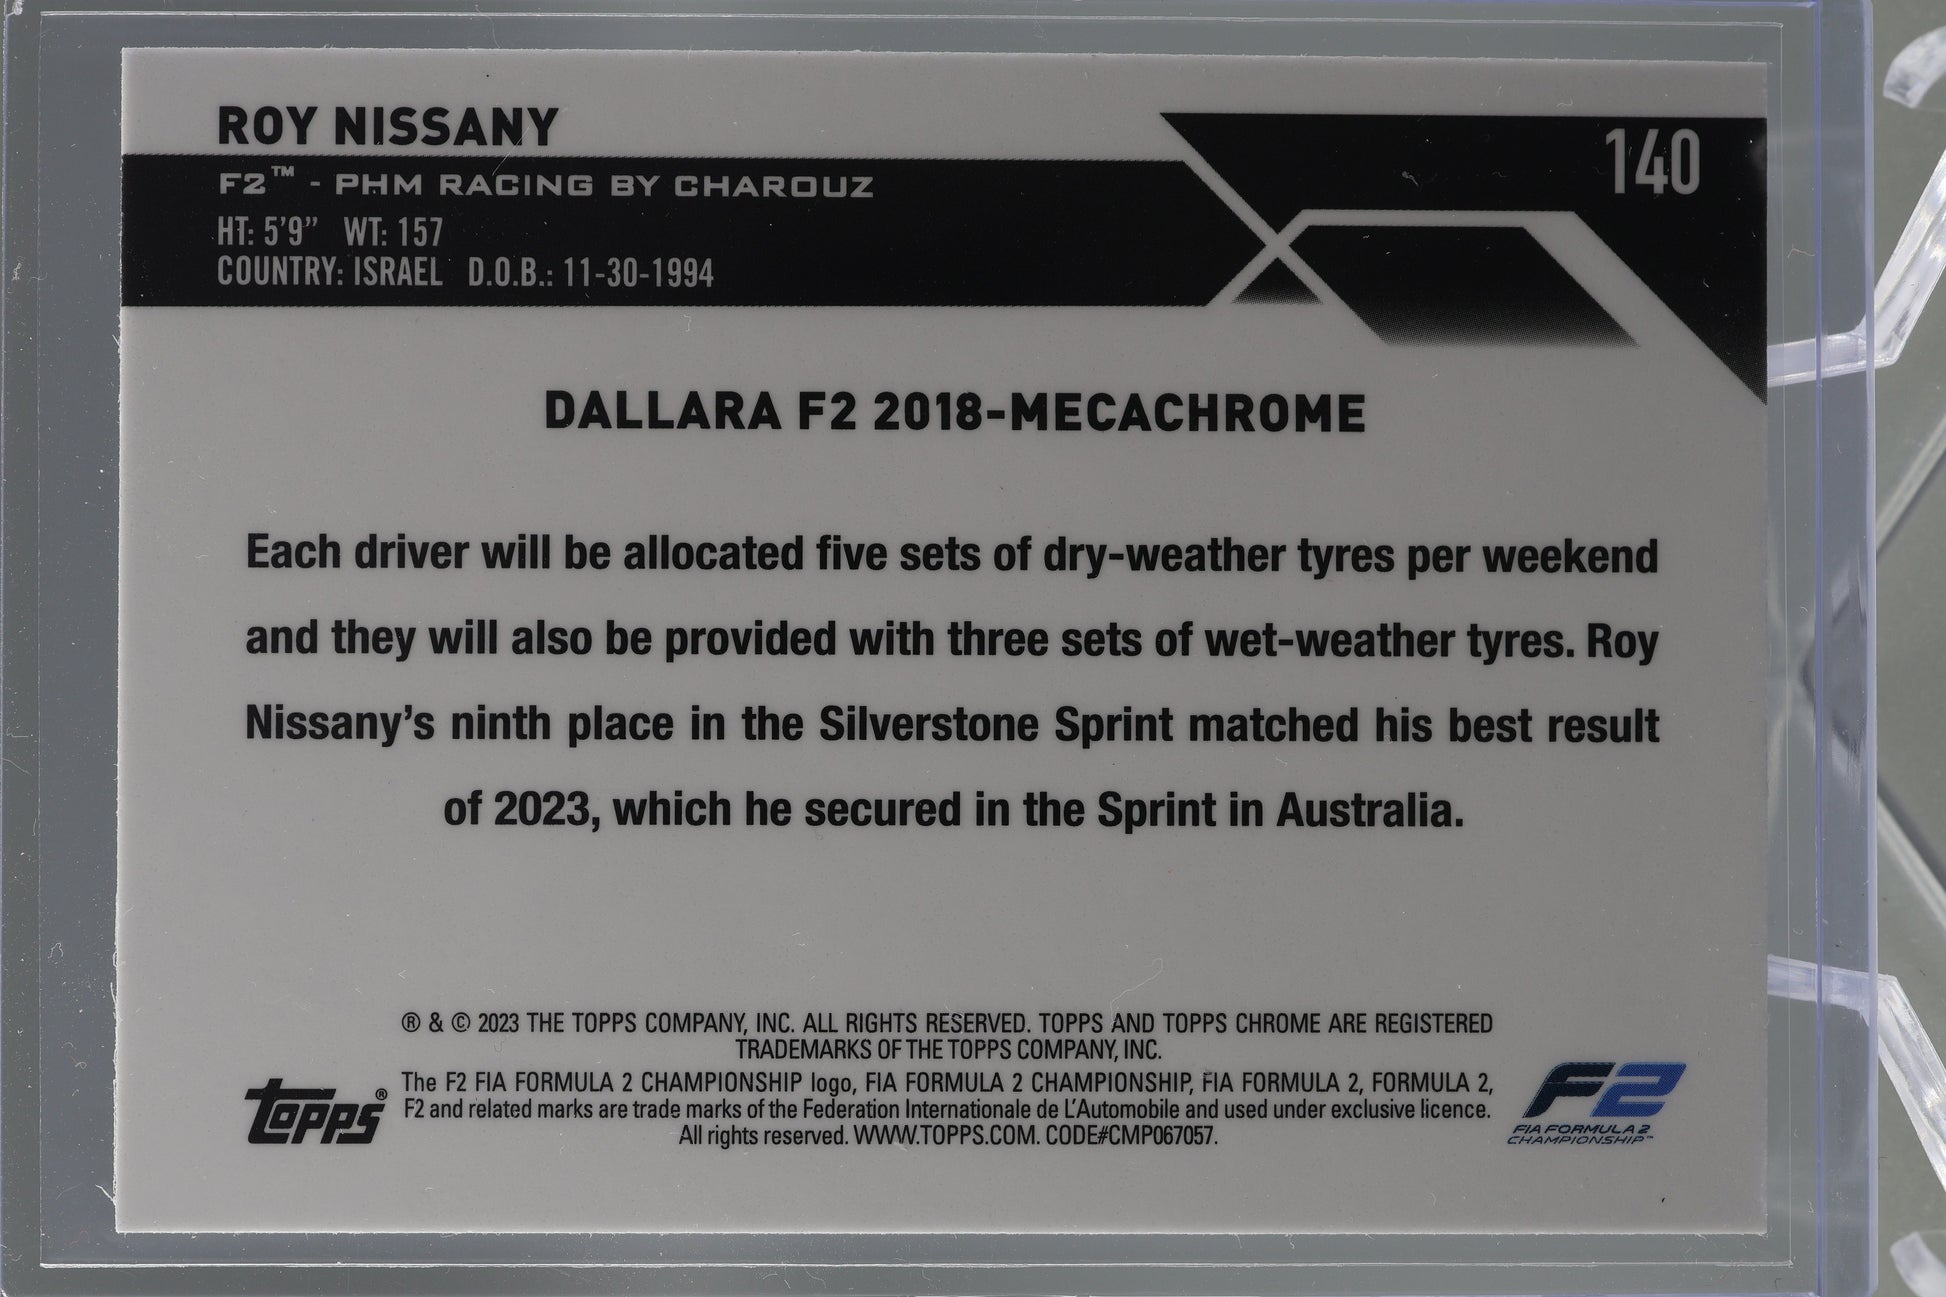 ROY NISSANY
140
F2™ - PHM RACING BY CHAROUZ
HT: 5'9” WT: 157
COUNTRY: ISRAEL D.O.B.: 11-30-1994
DALLARA F2 2018-MECACHROME
Each driver will be allocated five sets of dry-weather tyres per weekend
and they will also be provided with three sets of wet-weather tyres. Roy
Nissany’s ninth place in the Silverstone Sprint matched his best result
of 2023, which he secured in the Sprint in Australia.
® & © 2023 THE TOPPS COMPANY, INC. ALL RIGHTS RESERVED. TOPPS AND TOPPS CHROME ARE REGISTERED
TRADEMARKS OF THE TOPPS COMPANY, INC.
The F2 FIA FORMULA 2 CHAMPIONSHIP logo, FIA FORMULA 2 CHAMPIONSHIP, FIA FORMULA 2, FORMULA 2,
F2 and related marks are trade marks of the Federation Internationale de L’Automobile and used under exclusive licence.
All rights reserved. WWW.TOPPS.COM. CODE#CMP067057.
Topps®
F2
FIA FORMULA 2
CHAMPIONSHIP™